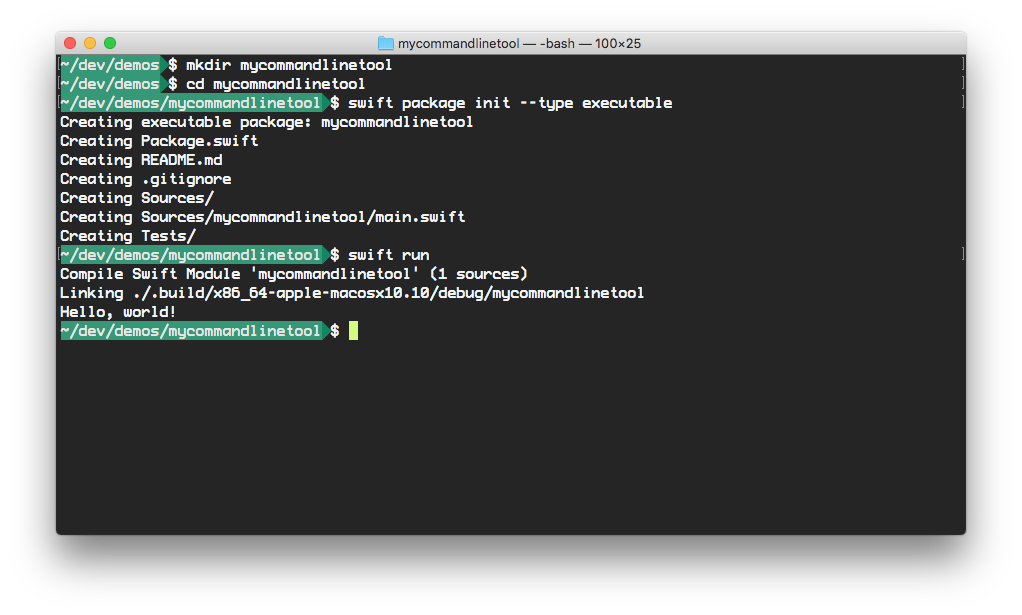 mycommandlinetool — -bash — 100×25
~/dev/demos $ mkdir mycommandlinetool
~/dev/demos $ cd mycommandlinetool
~/dev/demos/mycommandlinetool $ swift package init --type executable
Creating executable package: mycommandlinetool
Creating Package.swift
Creating README.md
Creating .gitignore
Creating Sources/
Creating Sources/mycommandlinetool/main.swift
Creating Tests/
~/dev/demos/mycommandlinetool $ swift run
Compile Swift Module 'mycommandlinetool' (1 sources)
Linking ./.build/x86_64-apple-macosx10.10/debug/mycommandlinetool
Hello, world!
~/dev/demos/mycommandlinetool $